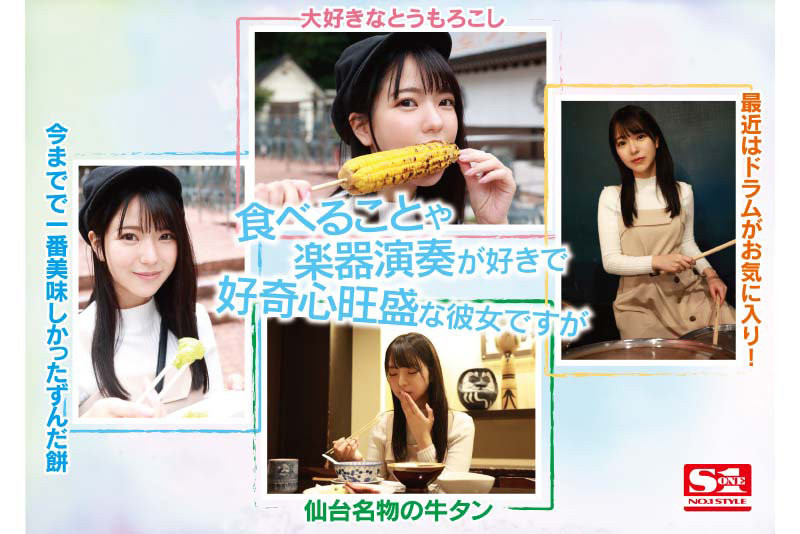 大好きなとうもろこし
今までで一番美味しかったずんだ餅
最近はドラムがお気に入り！
食べることや
楽器演奏が好きで
好奇心旺盛な彼女ですが
仙台名物の牛タン
S1 ONE
NO.1 STYLE